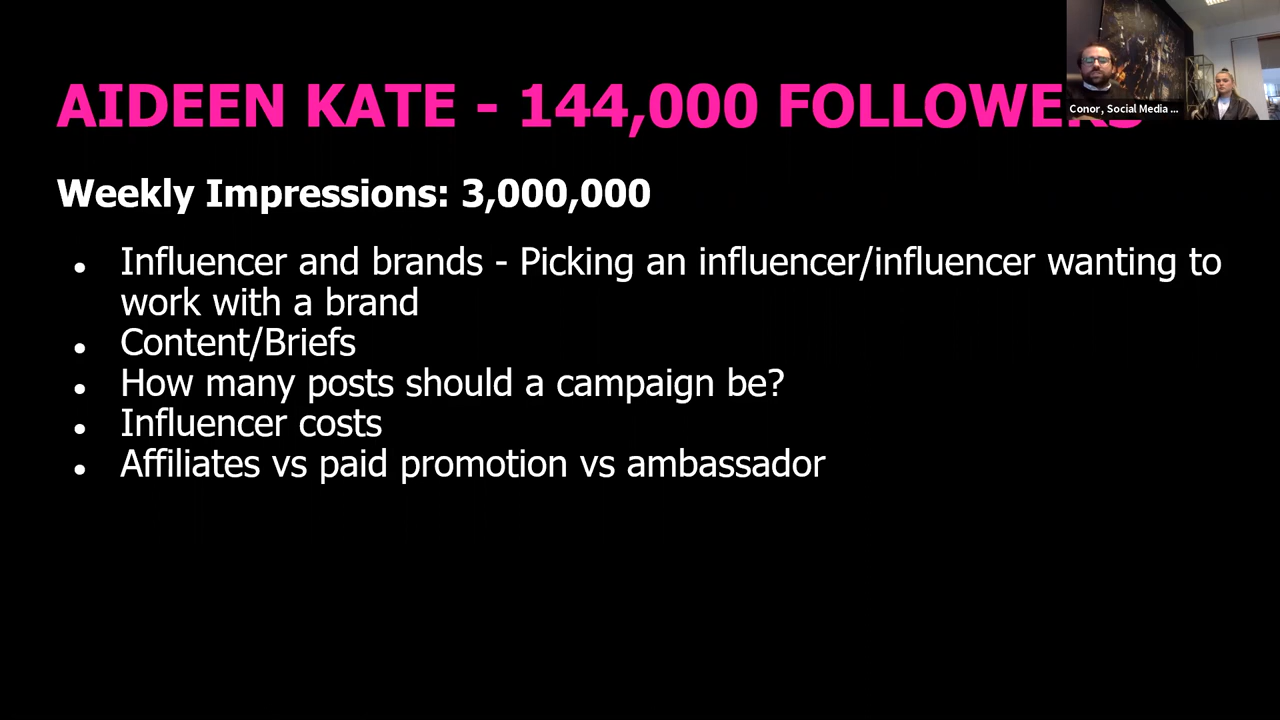 AIDEEN KATE - 144,000 FOLLOWERS
Conor, Social Media ...
Weekly Impressions: 3,000,000
• Influencer and brands - Picking an influencer/influencer wanting to
work with a brand
• Content/Briefs
• How many posts should a campaign be?
• Influencer costs
• Affiliates vs paid promotion vs ambassador